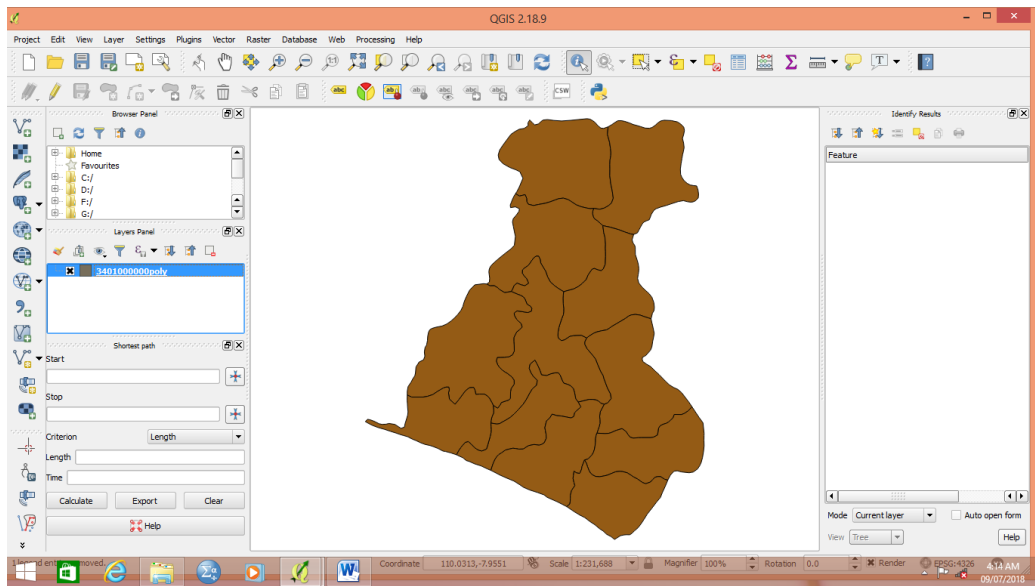 QGIS 2.18.9
Project Edit View Layer Settings Plugins Vector Raster Database Web Processing Help
Browser Panel
Home
Favourites
C:/
D:/
F:/
G:/
Layers Panel
3401000000poly
Shortest path
Start
Stop
Criterion Length
Length
Time
Calculate Export Clear
Help
Identify Results
Feature
Mode Current layer Auto open form
View Tree Help
Coordinate 110.0313,-7.9551 Scale 1:231,688 Magnifier 100% Rotation 0.0 Render EPSG:4326
4:14 AM